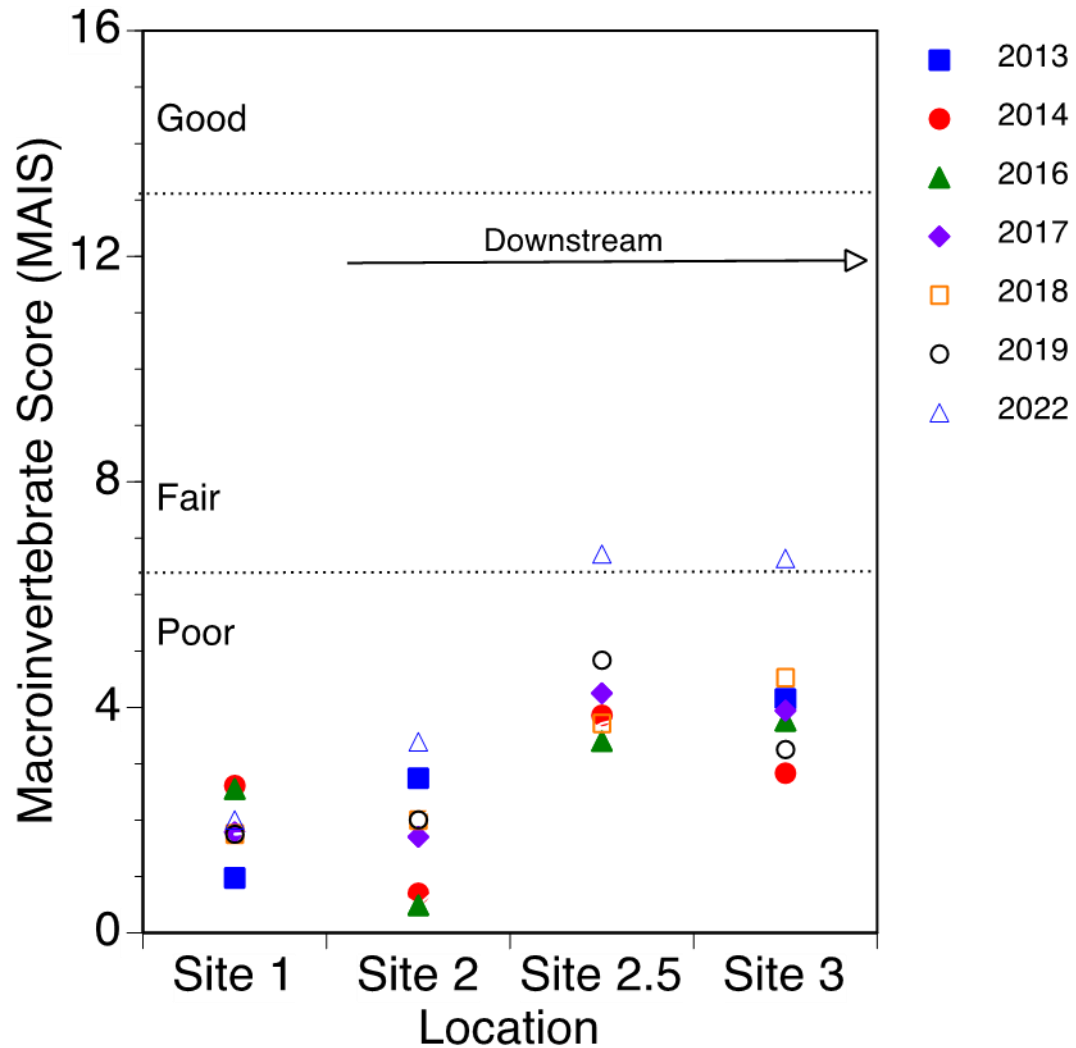 Macroinvertebrate Score (MAIS)
16
12
8
4
0
Good
Downstream
Fair
Poor
Site 1
Site 2
Site 2.5
Site 3
Location
2013
2014
2016
2017
2018
2019
2022